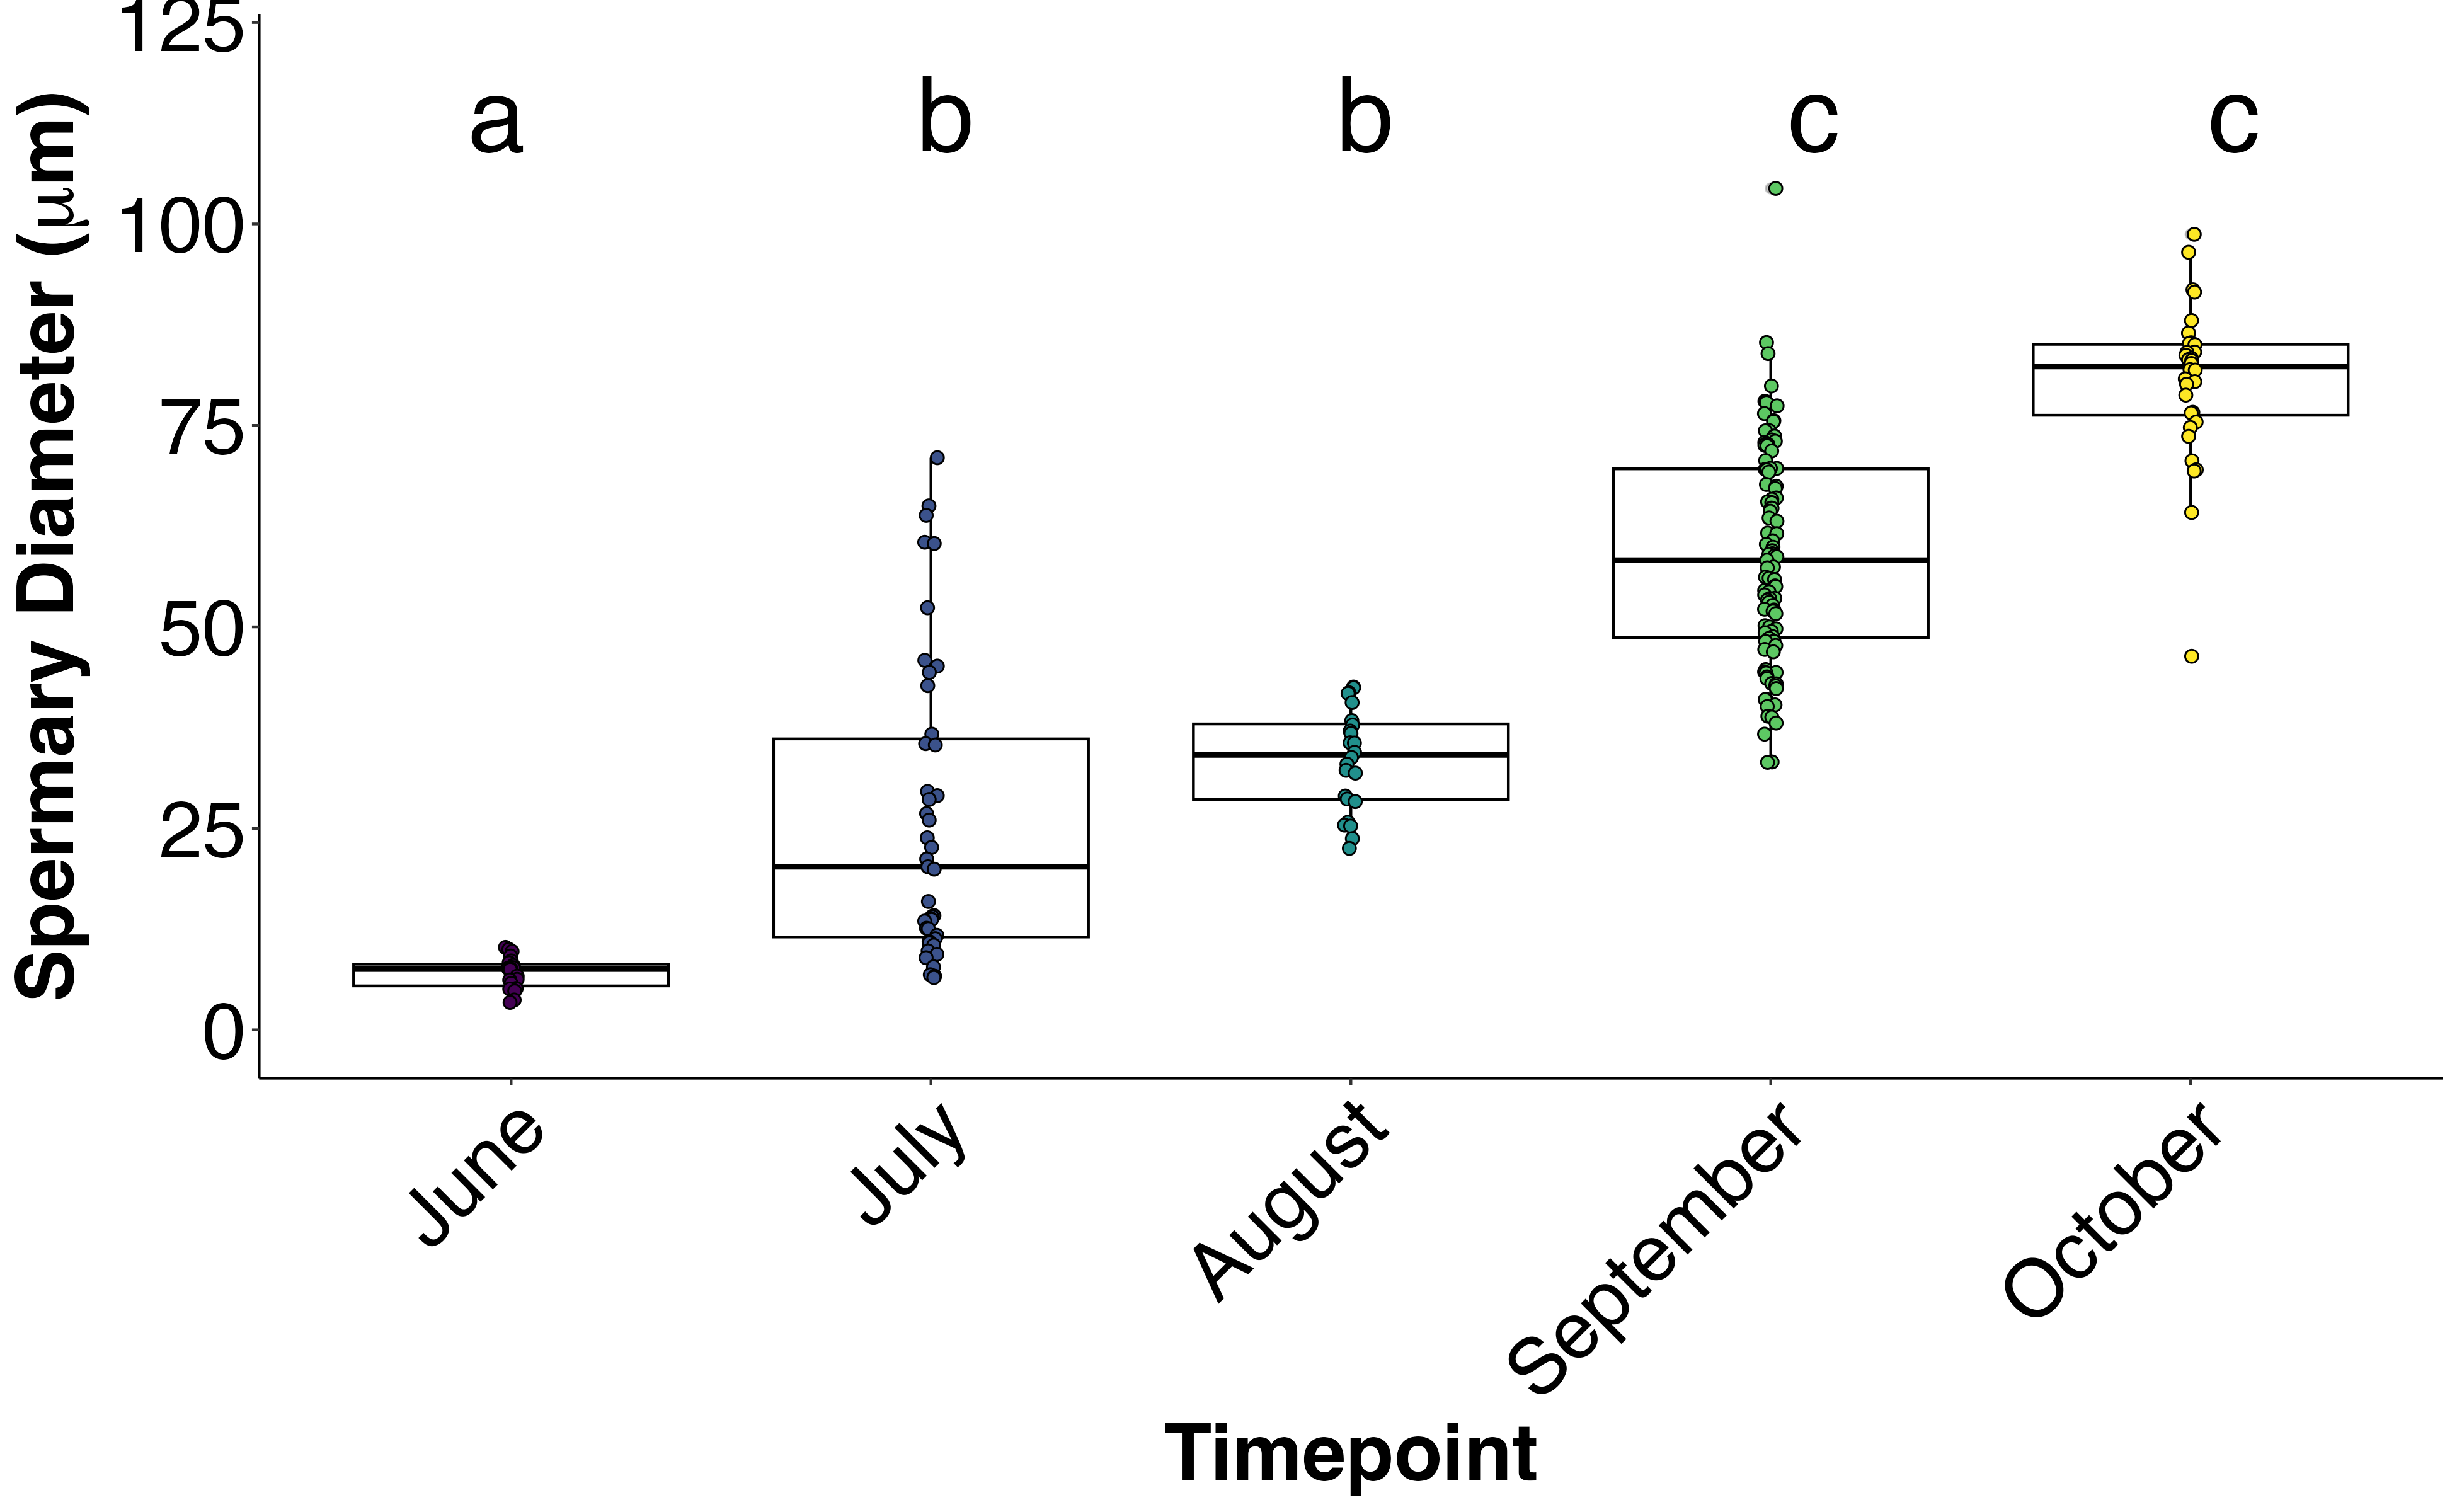 Spermary Diameter (μm)
125
100
75
50
25
0
a b b c c
June July August September October
Timepoint